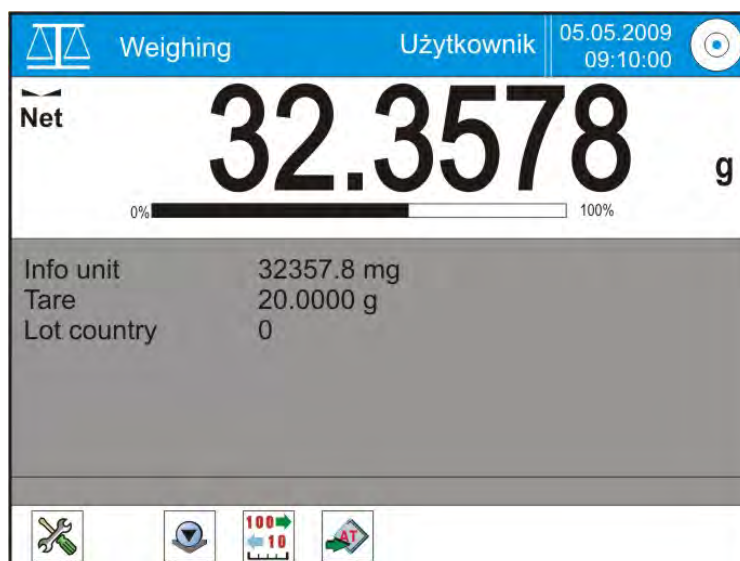 Weighing
Użytkownik
05.05.2009
09:10:00
Net
32.3578 g
0% 100%
Info unit 32357.8 mg
Tare 20.0000 g
Lot country 0
100
10
AT